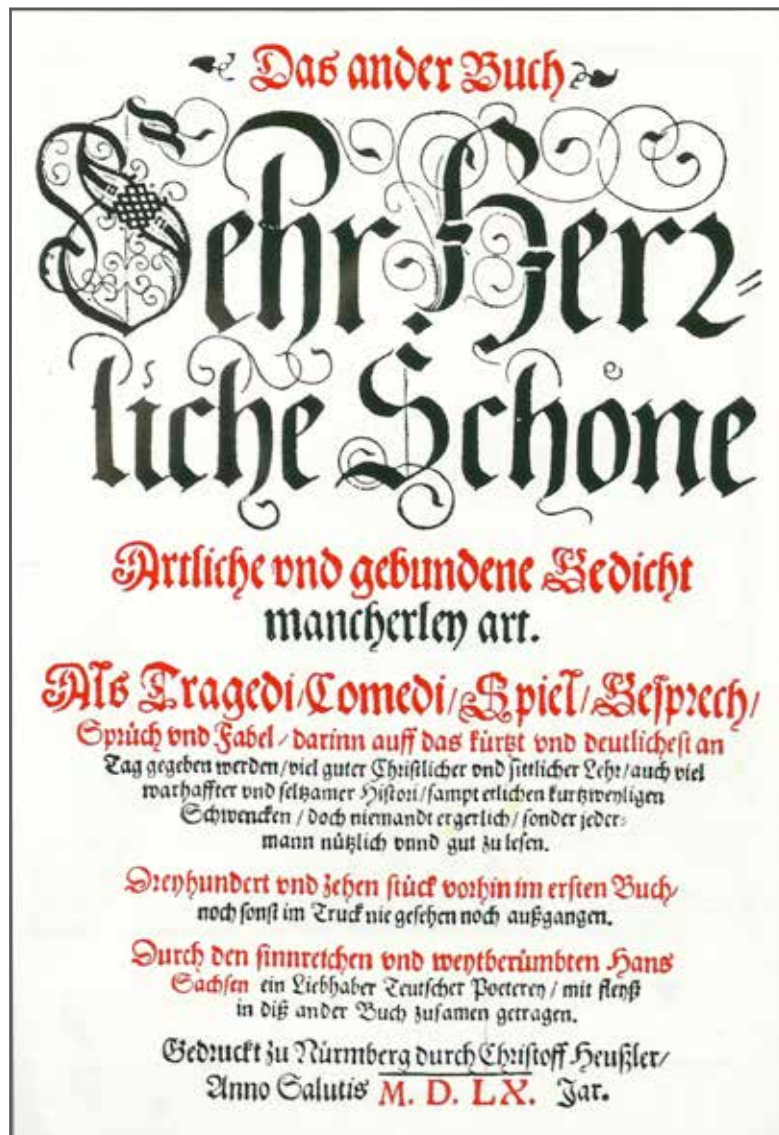 Das ander Buch
Sehr Herz-
liche Schöne
Artliche vnd gebundene Gedicht
mancherley art.
Als Tragedi/Comedi/Spiel/Gesprech/
Sprüch vnd Fabel/darinn auff das kürtzt vnd deutlichest an
Tag gegeben werden/viel guter Christlicher vnd sittlicher Lehr/auch viel
warhaffter vnd seltzamer Histori/sampt etlichen kurtzweyligen
Schwencken/doch niemandt ergerlich/sonder jeder-
mann nützlich vnnd gut zu lesen.
Dreyhundert vnd zehen stück vorhin im ersten Buch/
noch sonst im Truck nie gesehen noch außgangen.
Durch den sinnreichen vnd weytberümbten Hans
Sachsen ein Liebhaber Teutscher Poeterey/mit fleyß
in diß ander Buch zusamen getragen.
Gedruckt zu Nürmberg durch Christoff Heußler/
Anno Salutis M. D. LX. Jar.